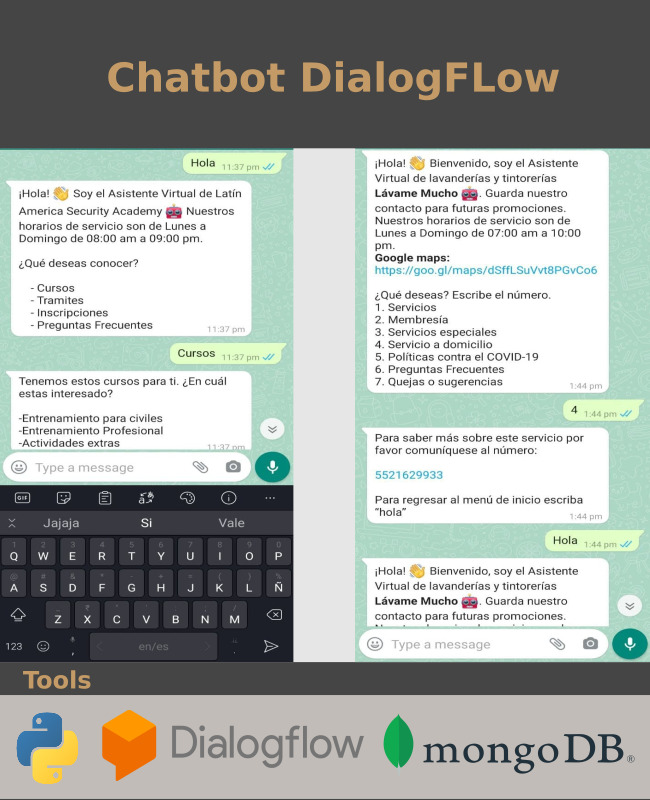 Chatbot DialogFLow
Hola 11:37 pm
¡Hola! 👋 Soy el Asistente Virtual de Latín
America Security Academy 🤖 Nuestros
horarios de servicio son de Lunes a
Domingo de 08:00 am a 09:00 pm.
¿Qué deseas conocer?
- Cursos
- Tramites
- Inscripciones
- Preguntas Frecuentes
11:37 pm
Cursos 11:37 pm
Tenemos estos cursos para ti. ¿En cuál
estas interesado?
-Entrenamiento para civiles
-Entrenamiento Profesional
-Actividades extras
11:37 pm
Type a message
GIF
Jajaja Si Vale
1 2 3 4 5 6 7 8 9 0
Q W E R T Y U I O P
@ # & * - + = ( ) %
A S D F G H J K L Ñ
Z X C V B N M
123 , en/es .
¡Hola! 👋 Bienvenido, soy el Asistente
Virtual de lavanderías y tintorerías
Lávame Mucho 🤖. Guarda nuestro
contacto para futuras promociones.
Nuestros horarios de servicio son de
Lunes a Domingo de 07:00 am a 10:00
pm.
Google maps:
https://goo.gl/maps/dSffLSuVvt8PGvCo6
¿Qué deseas? Escribe el número.
1. Servicios
2. Membresía
3. Servicios especiales
4. Servicio a domicilio
5. Políticas contra el COVID-19
6. Preguntas Frecuentes
7. Quejas o sugerencias
1:44 pm
4 1:44 pm
Para saber más sobre este servicio por
favor comuníquese al número:
5521629933
Para regresar al menú de inicio escriba
"hola"
1:44 pm
Hola 1:44 pm
¡Hola! 👋 Bienvenido, soy el Asistente
Virtual de lavanderías y tintorerías
Lávame Mucho 🤖. Guarda nuestro
contacto para futuras promociones.
Type a message
Tools
Dialogflow
mongoDB®